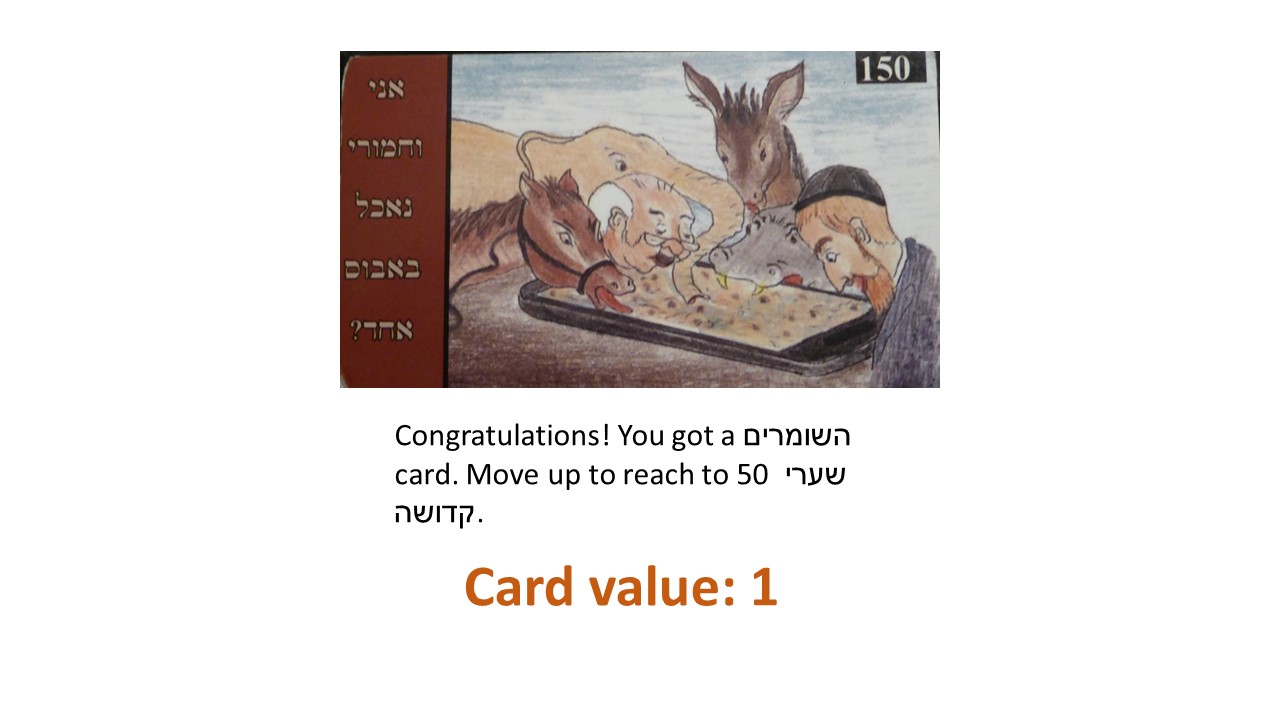 אני
וחמורי
נאכל
באבוס
אחד?
150
Congratulations! You got a השומרים
card. Move up to reach to 50 שערי
קדושה.
Card value: 1